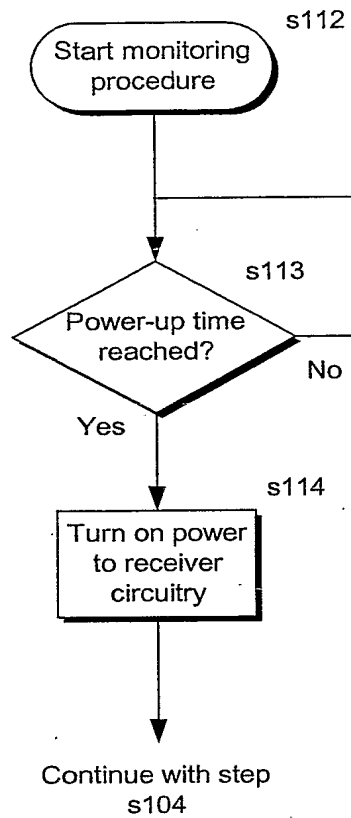 s112
Start monitoring
procedure
s113
Power-up time
reached?
No
Yes
s114
Turn on power
to receiver
circuitry
Continue with step
s104